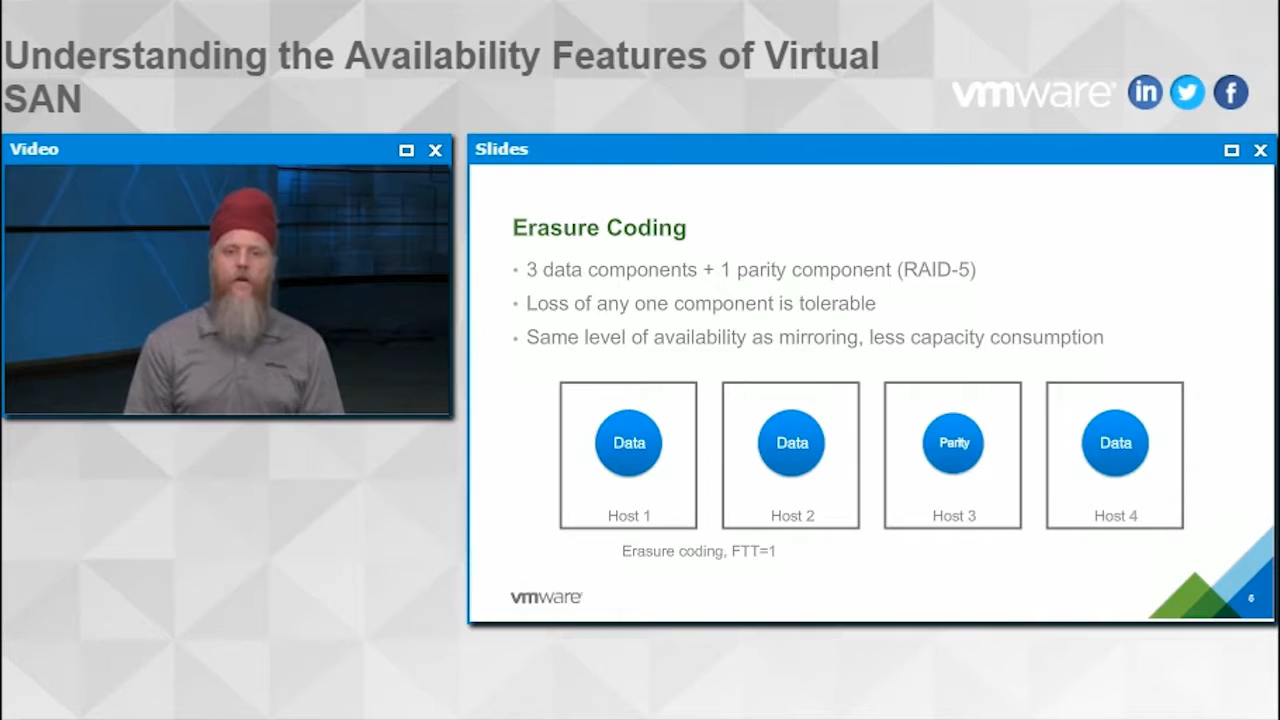 Understanding the Availability Features of Virtual
SAN
vmware
in
f
Video
Slides
Erasure Coding
• 3 data components + 1 parity component (RAID-5)
• Loss of any one component is tolerable
• Same level of availability as mirroring, less capacity consumption
Data
Data
Parity
Data
Host 1
Host 2
Host 3
Host 4
Erasure coding, FTT=1
vmware
6